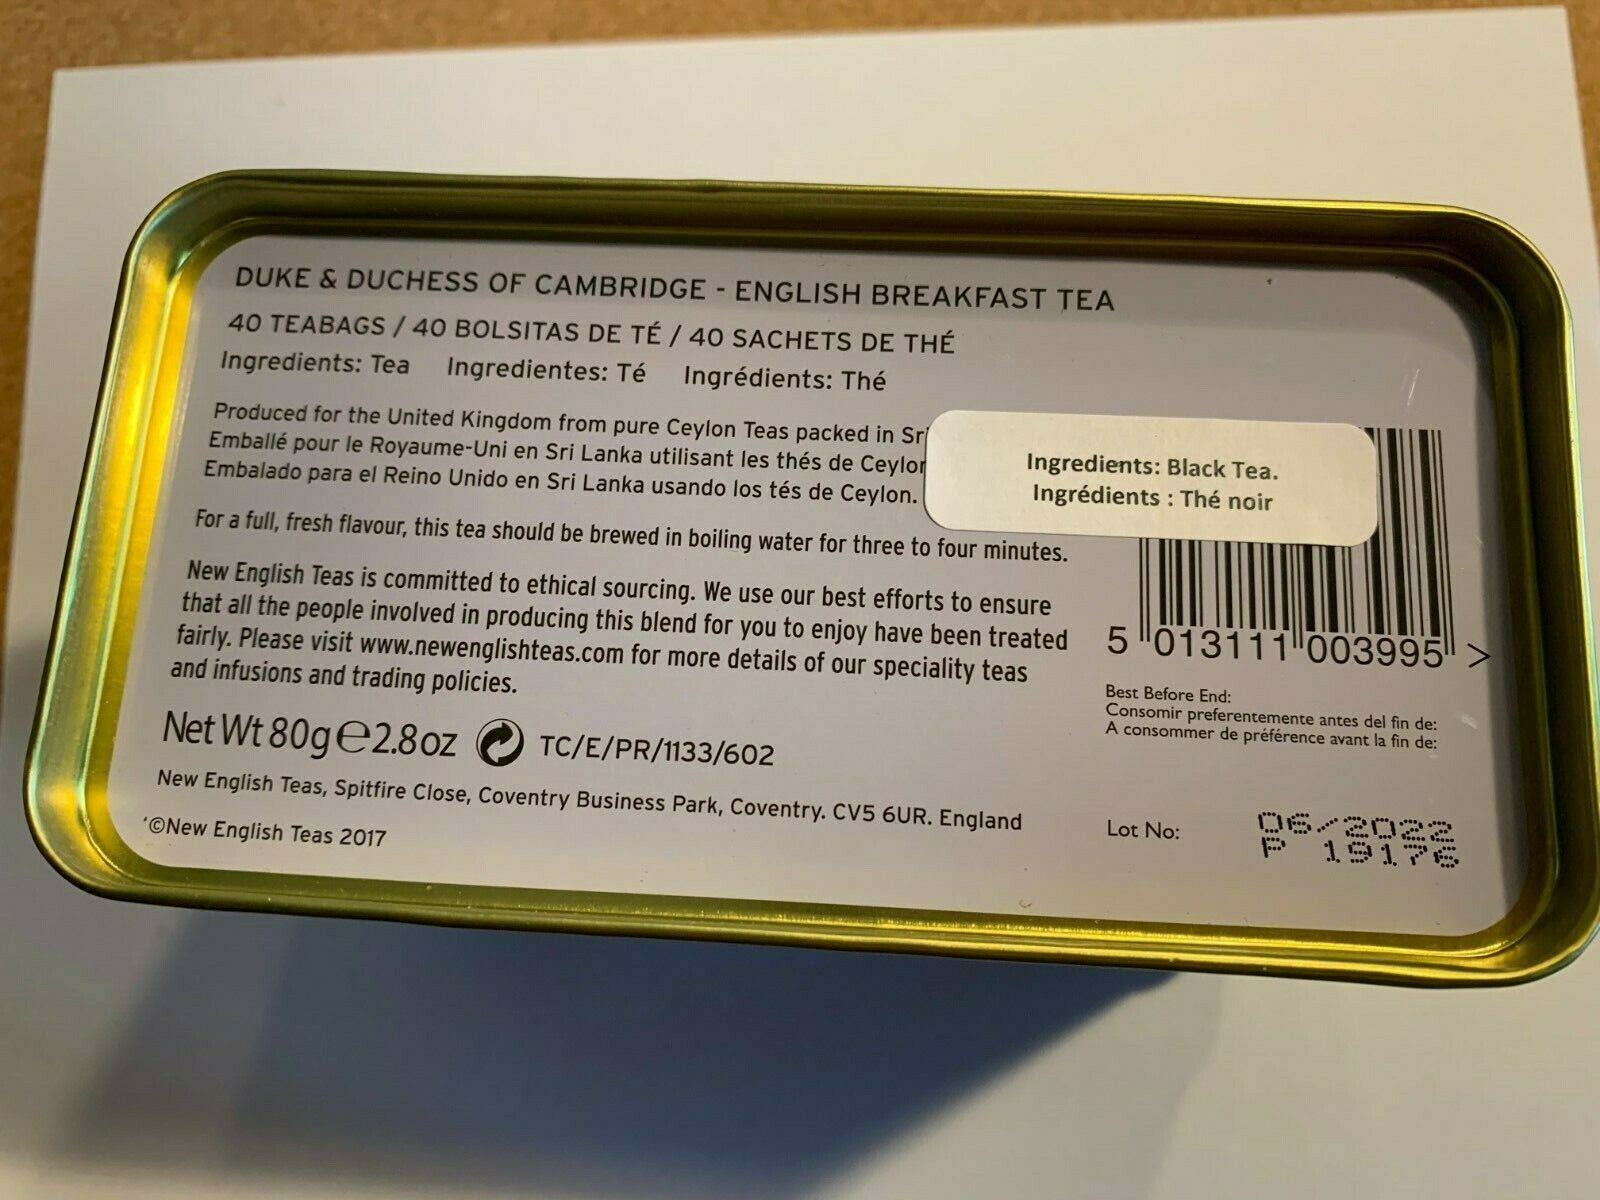 DUKE & DUCHESS OF CAMBRIDGE - ENGLISH BREAKFAST TEA
40 TEABAGS / 40 BOLSITAS DE TÉ / 40 SACHETS DE THÉ
Ingredients: Tea Ingredientes: Té Ingrédients: Thé
Produced for the United Kingdom from pure Ceylon Teas packed in
Emballé pour le Royaume-Uni en Sri Lanka utilisant les thés de
Embalado para el Reino Unido en Sri Lanka usando los tés de Ceylon.
Ingredients: Black Tea.
Ingrédients : Thé noir
For a full, fresh flavour, this tea should be brewed in boiling water for three to four minutes.
New English Teas is committed to ethical sourcing. We use our best efforts to ensure
that all the people involved in producing this blend for you to enjoy have been treated
fairly. Please visit www.newenglishteas.com for more details of our speciality teas
and infusions and trading policies.
Net Wt 80g ℮ 2.8oz TC/E/PR/1133/602
New English Teas, Spitfire Close, Coventry Business Park, Coventry. CV5 6UR. England
'©New English Teas 2017
5 013111 003995 >
Best Before End:
Consomir preferentemente antes del fin de:
A consommer de préférence avant la fin de:
Lot No:
06/2022
P 19176